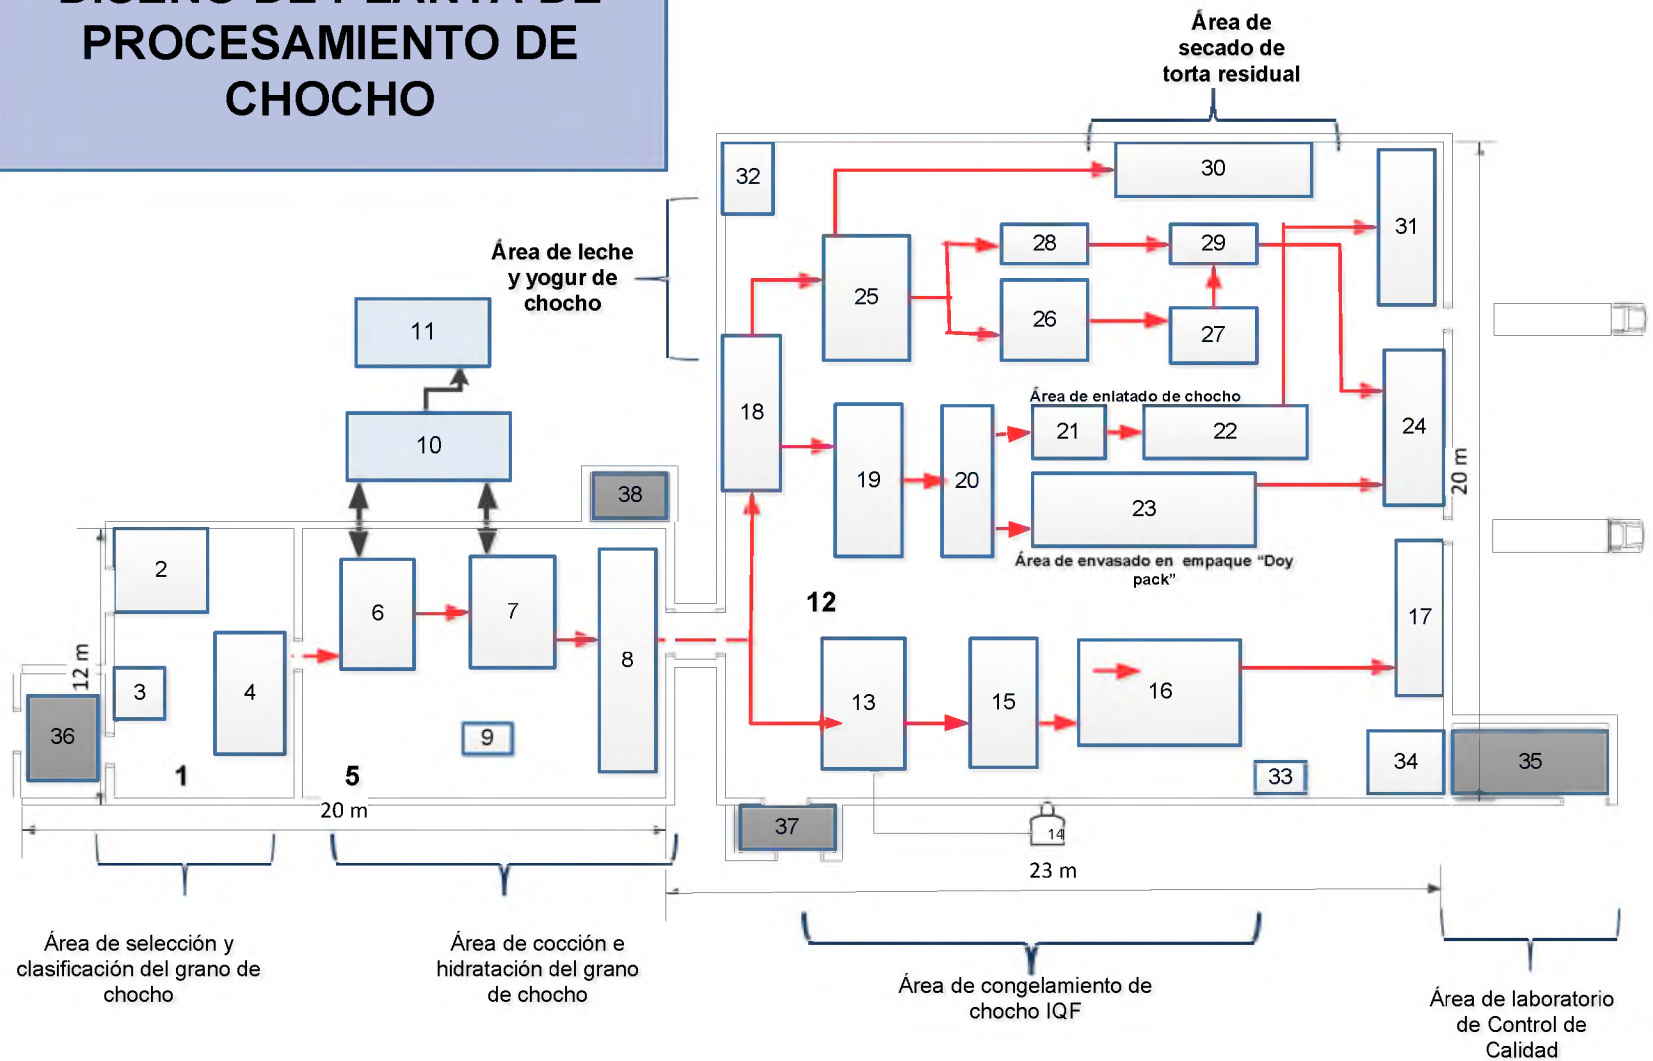 DISEÑO DE PLANTA DE
PROCESAMIENTO DE
CHOCHO
Área de
secado de
torta residual
32
30
31
Área de leche
y yogur de
chocho
28
29
25
26
27
11
18
Área de enlatado de chocho
10
19
20
21
22
24
23
20 m
38
Área de envasado en empaque “Doy
pack”
2
6
7
8
12
17
12 m
3
4
13
15
16
36
9
1
5
33
34
35
20 m
37
14
23 m
Área de selección y
clasificación del grano de
chocho
Área de cocción e
hidratación del grano
de chocho
Área de congelamiento de
chocho IQF
Área de laboratorio
de Control de
Calidad